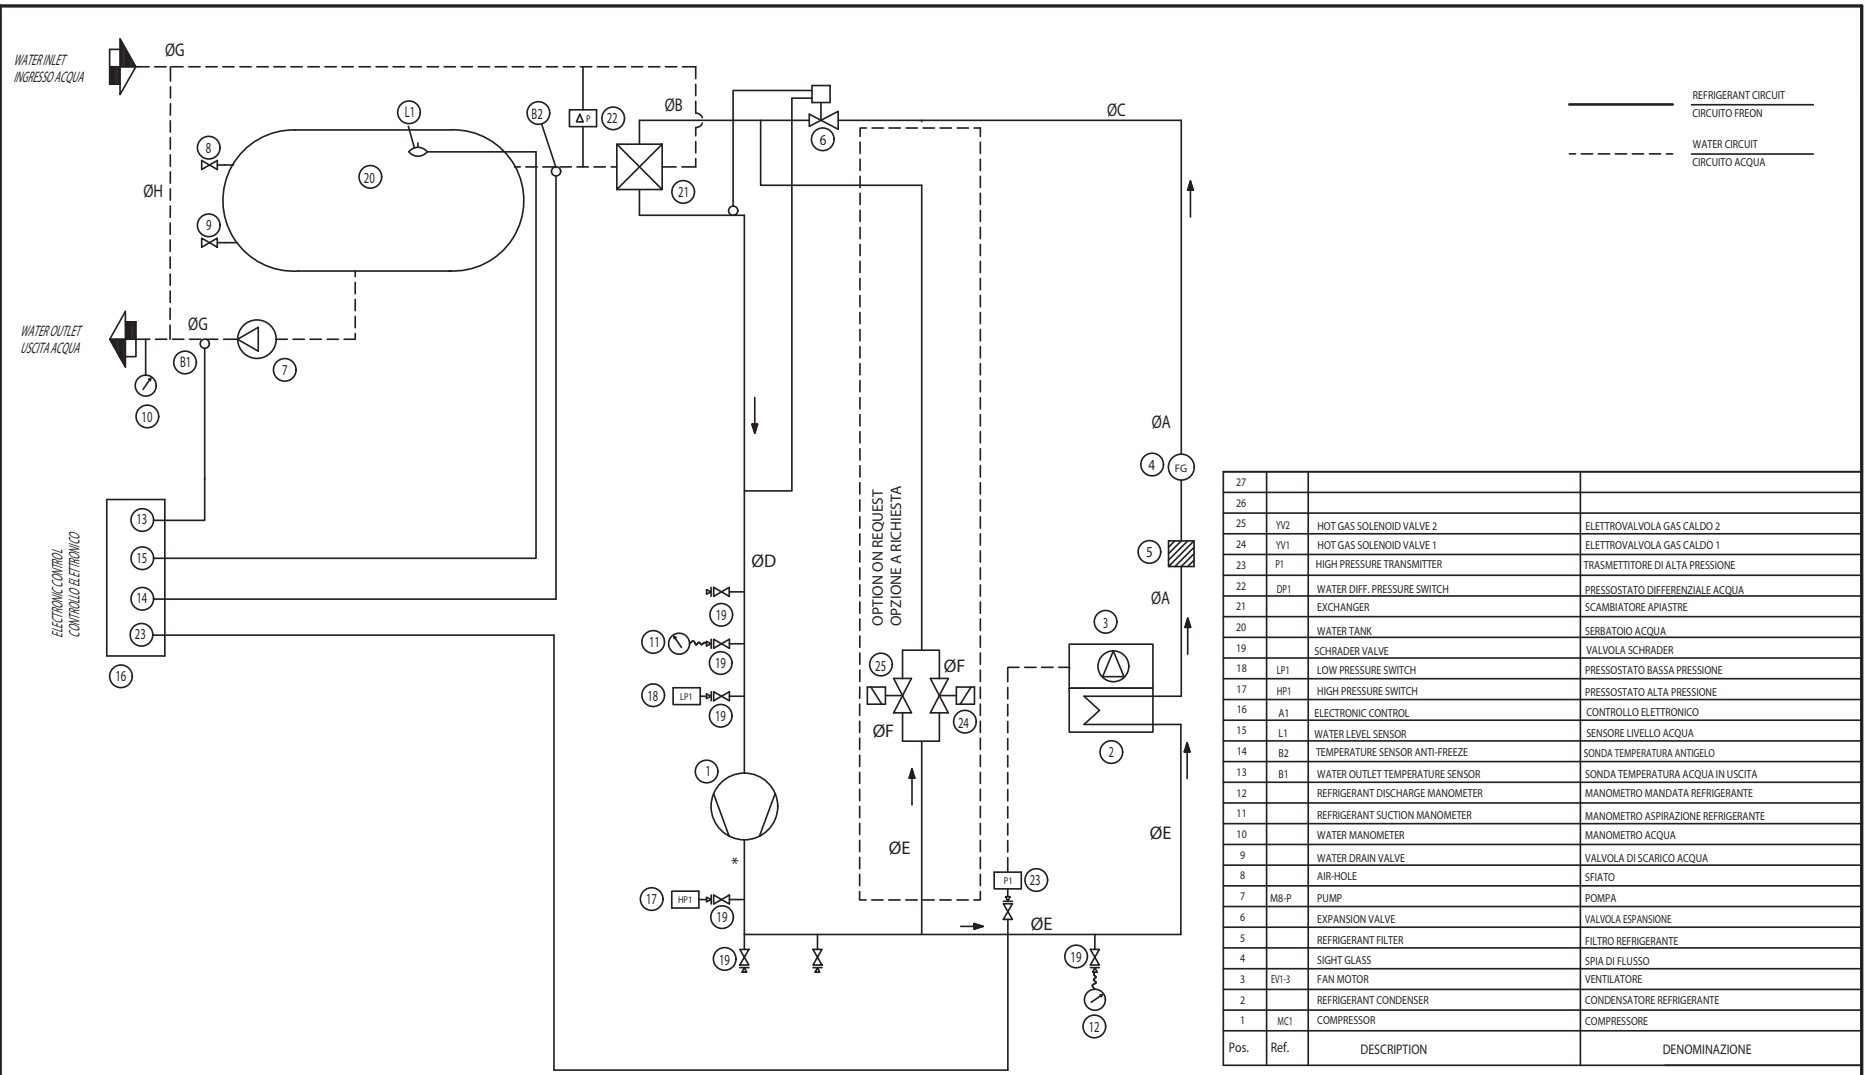 WATER INLET
INGRESSO ACQUA
ØG
L1
B2
Δ P
22
ØB
6
ØC
REFRIGERANT CIRCUIT
CIRCUITO FREON
WATER CIRCUIT
CIRCUITO ACQUA
8
ØH
20
21
9
WATER OUTLET
USCITA ACQUA
ØG
B1
7
10
ØA
4
FG
13
15
14
23
16
ELECTRONIC CONTROL
CONTROLLO ELETTRONICO
ØD
OPTION ON REQUEST
OPZIONE A RICHIESTA
5
ØA
19
11
19
18
LP1
19
25
ØF
ØF
24
3
2
1
*
ØE
ØE
17
HP1
19
P1
23
ØE
19
19
12
27
26
25 YV2 HOT GAS SOLENOID VALVE 2 ELETTROVALVOLA GAS CALDO 2
24 YV1 HOT GAS SOLENOID VALVE 1 ELETTROVALVOLA GAS CALDO 1
23 P1 HIGH PRESSURE TRANSMITTER TRASMETTITORE DI ALTA PRESSIONE
22 DP1 WATER DIFF. PRESSURE SWITCH PRESSOSTATO DIFFERENZIALE ACQUA
21 EXCHANGER SCAMBIATORE APIASTRE
20 WATER TANK SERBATOIO ACQUA
19 SCHRADER VALVE VALVOLA SCHRADER
18 LP1 LOW PRESSURE SWITCH PRESSOSTATO BASSA PRESSIONE
17 HP1 HIGH PRESSURE SWITCH PRESSOSTATO ALTA PRESSIONE
16 A1 ELECTRONIC CONTROL CONTROLLO ELETTRONICO
15 L1 WATER LEVEL SENSOR SENSORE LIVELLO ACQUA
14 B2 TEMPERATURE SENSOR ANTI-FREEZE SONDA TEMPERATURA ANTIGELO
13 B1 WATER OUTLET TEMPERATURE SENSOR SONDA TEMPERATURA ACQUA IN USCITA
12 REFRIGERANT DISCHARGE MANOMETER MANOMETRO MANDATA REFRIGERANTE
11 REFRIGERANT SUCTION MANOMETER MANOMETRO ASPIRAZIONE REFRIGERANTE
10 WATER MANOMETER MANOMETRO ACQUA
9 WATER DRAIN VALVE VALVOLA DI SCARICO ACQUA
8 AIR-HOLE SFIATO
7 M8-P PUMP POMPA
6 EXPANSION VALVE VALVOLA ESPANSIONE
5 REFRIGERANT FILTER FILTRO REFRIGERANTE
4 SIGHT GLASS SPIA DI FLUSSO
3 EV1-3 FAN MOTOR VENTILATORE
2 REFRIGERANT CONDENSER CONDENSATORE REFRIGERANTE
1 MC1 COMPRESSOR COMPRESSORE
Pos. Ref. DESCRIPTION DENOMINAZIONE